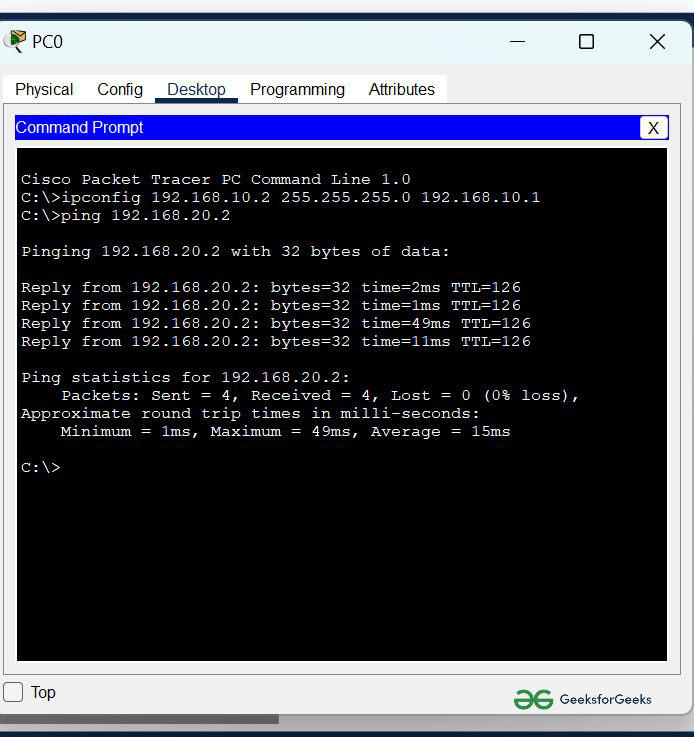 PC0
Physical Config Desktop Programming Attributes
Command Prompt X
Cisco Packet Tracer PC Command Line 1.0
C:\>ipconfig 192.168.10.2 255.255.255.0 192.168.10.1
C:\>ping 192.168.20.2
Pinging 192.168.20.2 with 32 bytes of data:
Reply from 192.168.20.2: bytes=32 time=2ms TTL=126
Reply from 192.168.20.2: bytes=32 time=1ms TTL=126
Reply from 192.168.20.2: bytes=32 time=49ms TTL=126
Reply from 192.168.20.2: bytes=32 time=11ms TTL=126
Ping statistics for 192.168.20.2:
Packets: Sent = 4, Received = 4, Lost = 0 (0% loss),
Approximate round trip times in milli-seconds:
Minimum = 1ms, Maximum = 49ms, Average = 15ms
C:\>
Top
GeeksforGeeks